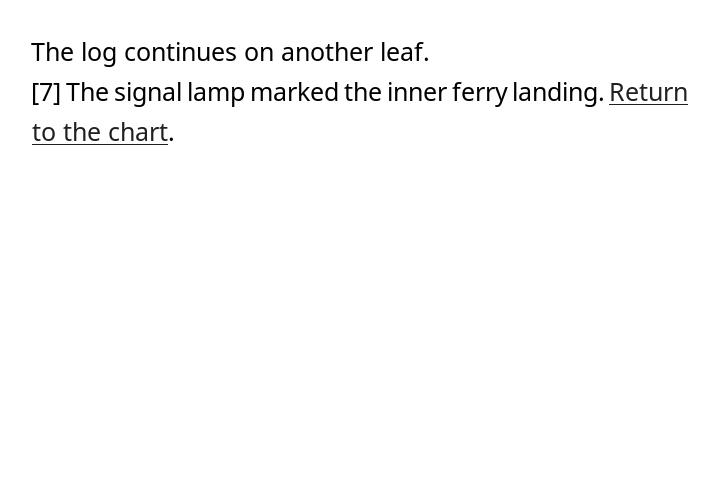 The log continues on another leaf.
[7] The signal lamp marked the inner ferry landing. Return
to the chart.